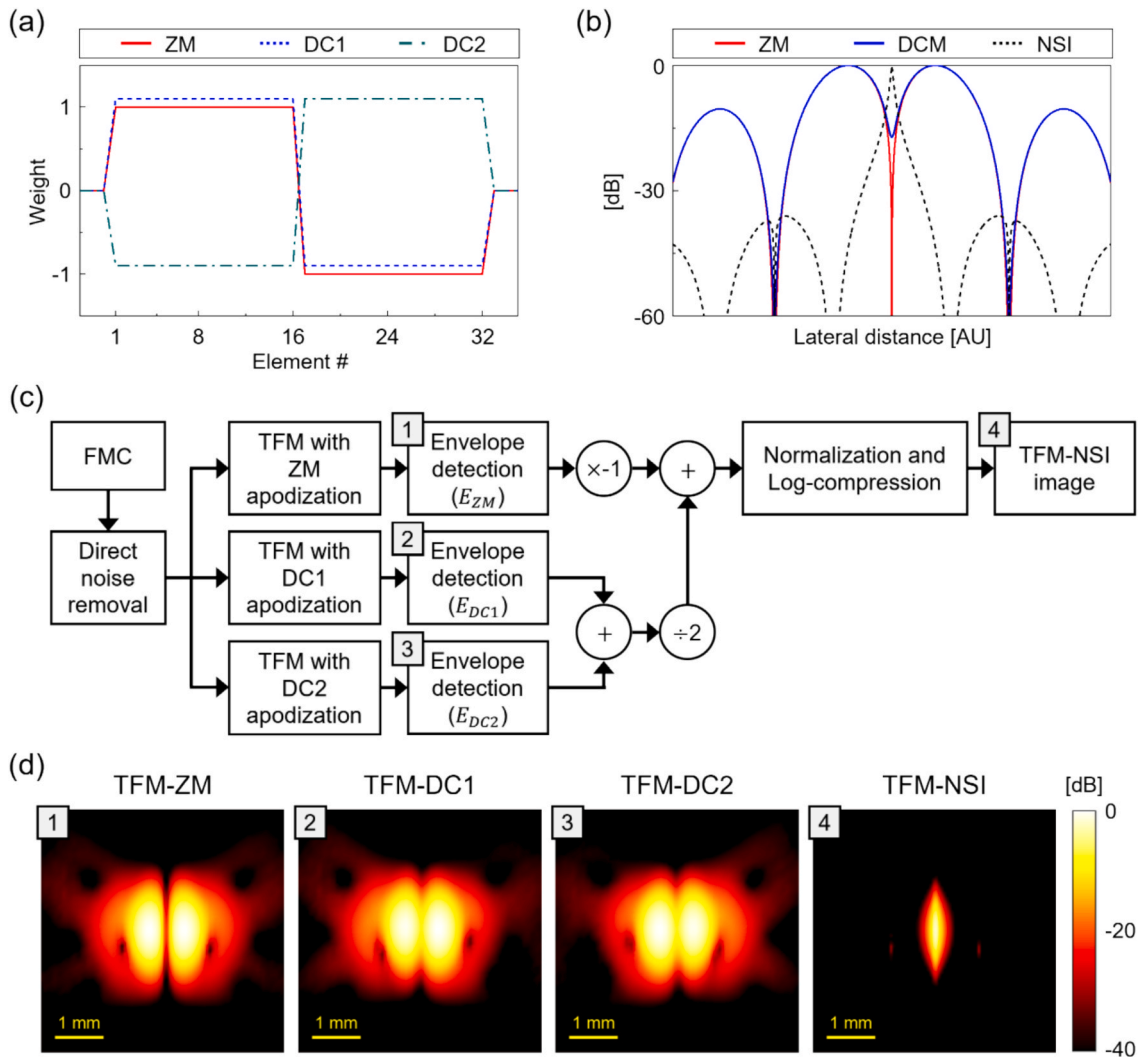 (a)
ZM DC1 DC2
1
0
-1
Weight
1 8 16 24 32
Element #
(b)
ZM DCM NSI
0
-30
-60
[dB]
Lateral distance [AU]
(c)
FMC
Direct
noise
removal
TFM with
ZM
apodization
1
Envelope
detection
(E_ZM)
×-1
+
Normalization and
Log-compression
4
TFM-NSI
image
TFM with
DC1
apodization
2
Envelope
detection
(E_DC1)
+
÷2
TFM with
DC2
apodization
3
Envelope
detection
(E_DC2)
(d)
TFM-ZM TFM-DC1 TFM-DC2 TFM-NSI [dB]
1 2 3 4
1 mm 1 mm 1 mm 1 mm
0
-20
-40